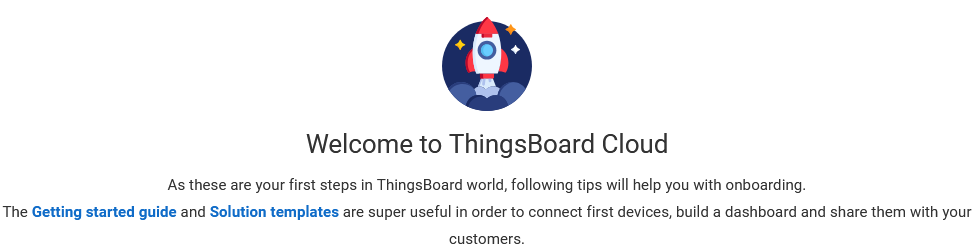 Welcome to ThingsBoard Cloud
As these are your first steps in ThingsBoard world, following tips will help you with onboarding.
The Getting started guide and Solution templates are super useful in order to connect first devices, build a dashboard and share them with your
customers.